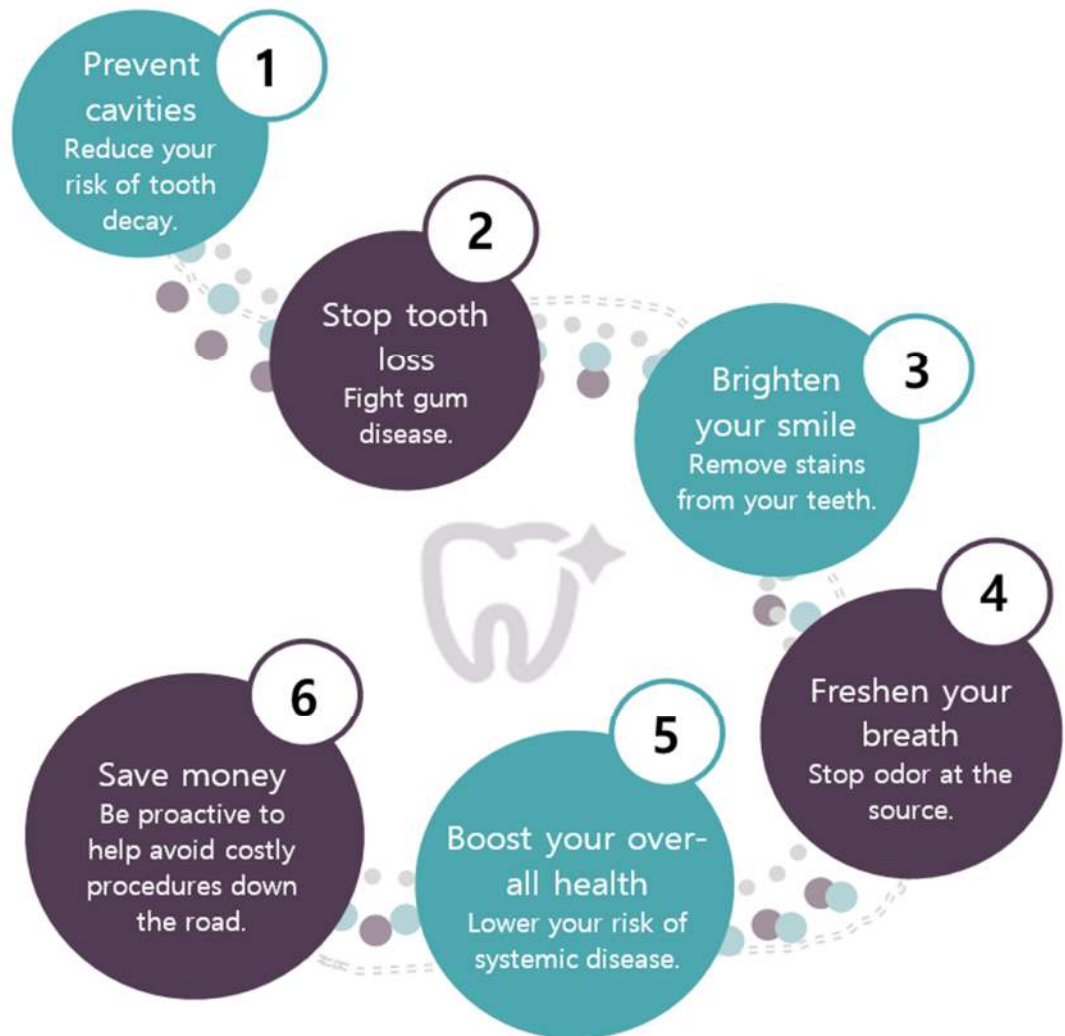 1
Prevent
cavities
Reduce your
risk of tooth
decay.
2
Stop tooth
loss
Fight gum
disease.
3
Brighten
your smile
Remove stains
from your teeth.
4
Freshen your
breath
Stop odor at the
source.
5
Boost your over-
all health
Lower your risk of
systemic disease.
6
Save money
Be proactive to
help avoid costly
procedures down
the road.